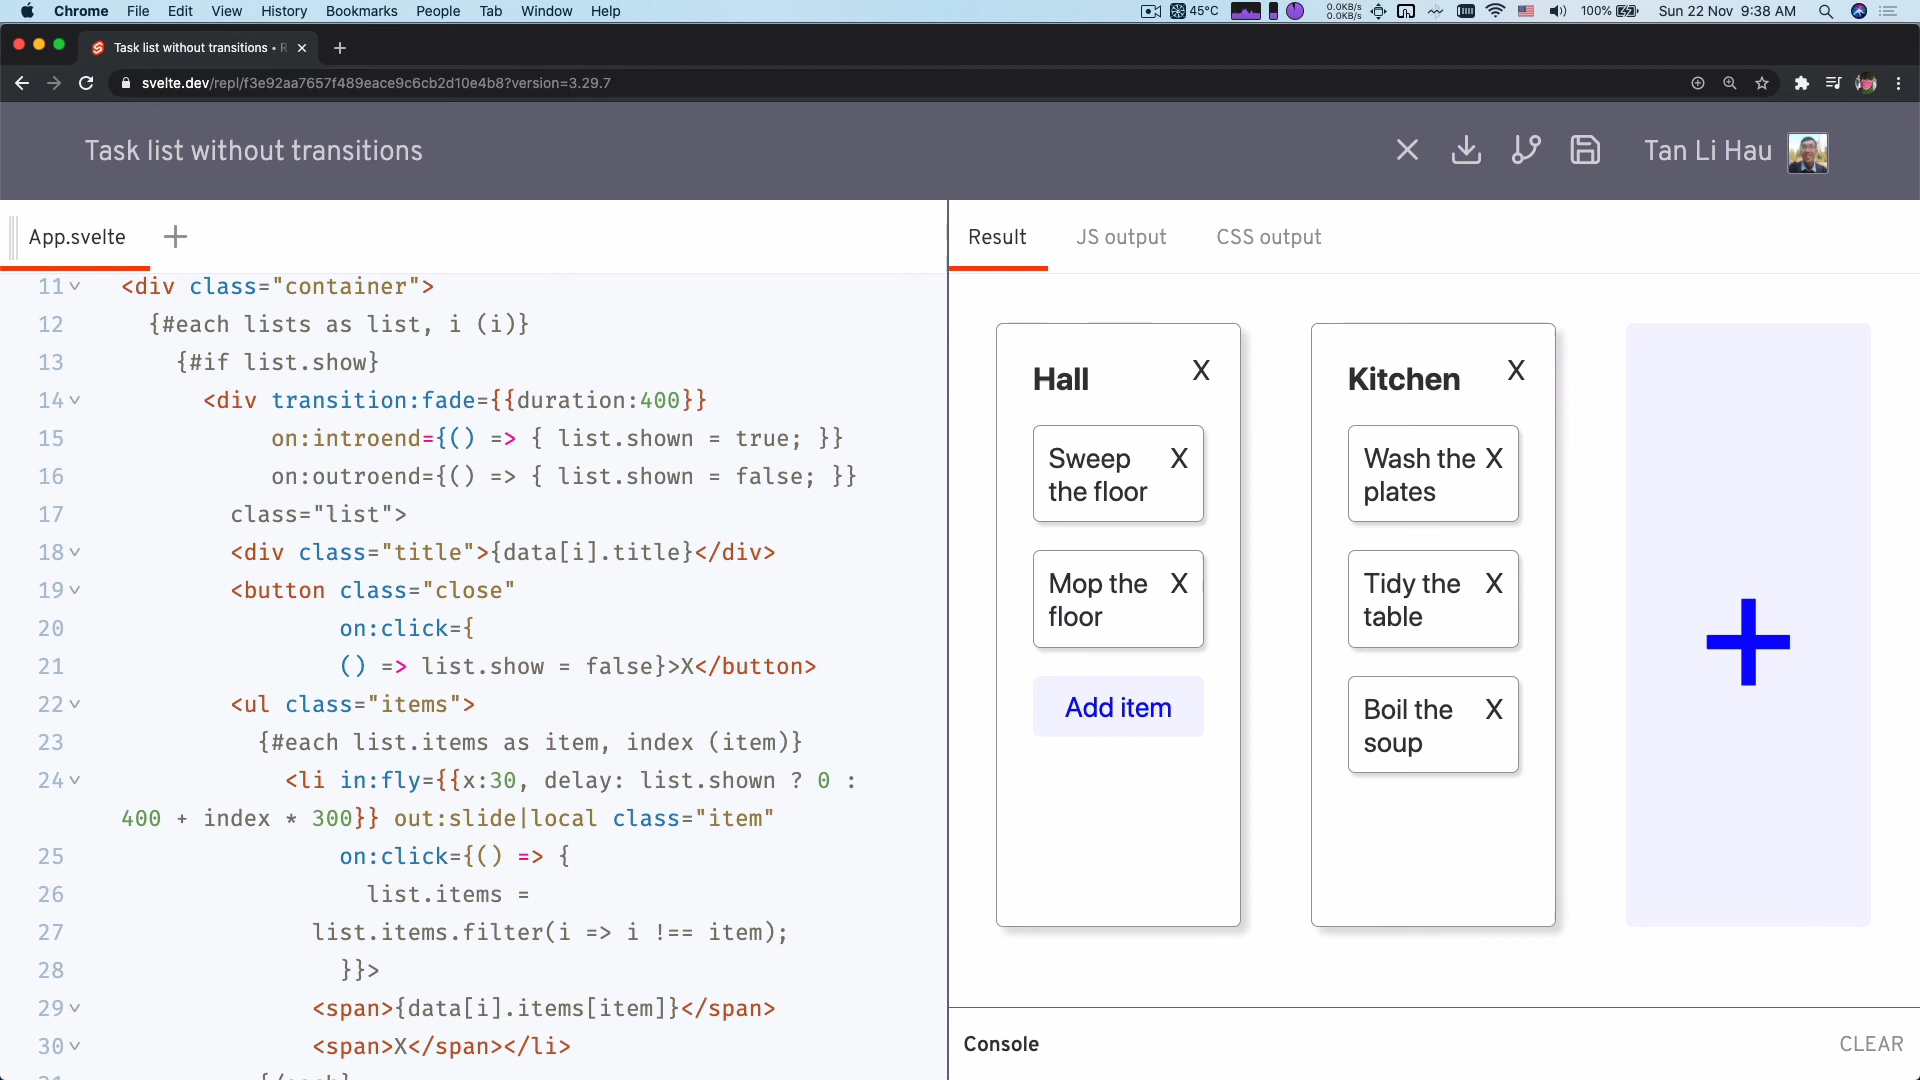 Chrome File Edit View History Bookmarks People Tab Window Help
45°C 0.0KB/s 0.0KB/s 100% Sun 22 Nov 9:38 AM
Task list without transitions • R
svelte.dev/repl/f3e92aa7657f489eace9c6cb2d10e4b8?version=3.29.7
Task list without transitions
Tan Li Hau
App.svelte
11 <div class="container">
12 {#each lists as list, i (i)}
13 {#if list.show}
14 <div transition:fade={{duration:400}}
15 on:introend={() => { list.shown = true; }}
16 on:outroend={() => { list.shown = false; }}
17 class="list">
18 <div class="title">{data[i].title}</div>
19 <button class="close"
20 on:click={
21 () => list.show = false}>X</button>
22 <ul class="items">
23 {#each list.items as item, index (item)}
24 <li in:fly={{x:30, delay: list.shown ? 0 :
400 + index * 300}} out:slide|local class="item"
25 on:click={() => {
26 list.items =
27 list.items.filter(i => i !== item);
28 }}>
29 <span>{data[i].items[item]}</span>
30 <span>X</span></li>
31 {/each}
Result JS output CSS output
Hall X
Sweep X
the floor
Mop the X
floor
Add item
Kitchen X
Wash the X
plates
Tidy the X
table
Boil the X
soup
+
Console CLEAR